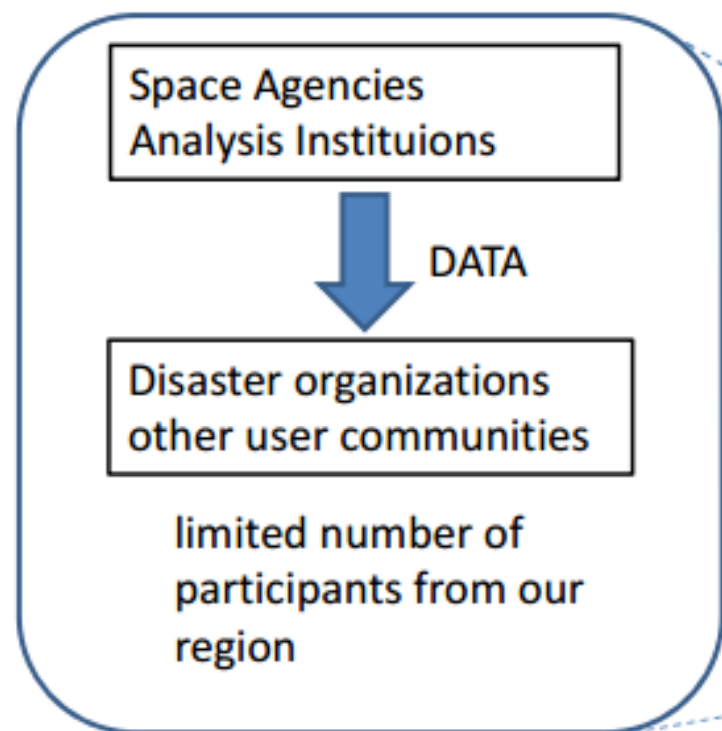 Space Agencies
Analysis Instituions
DATA
Disaster organizations
other user communities
limited number of
participants from our
region